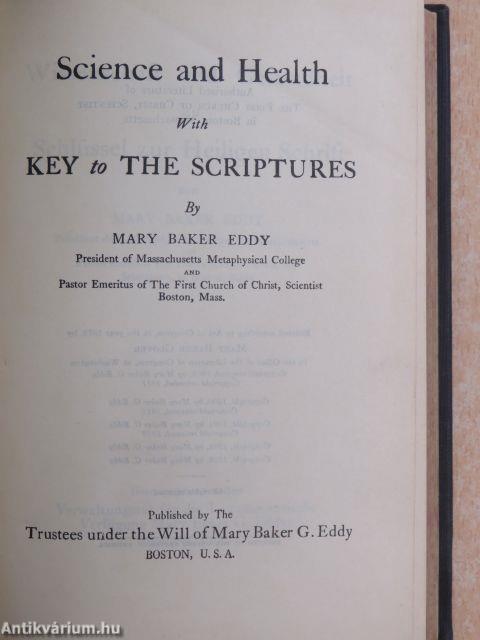 Science and Health
With
KEY to THE SCRIPTURES
By
MARY BAKER EDDY
President of Massachusetts Metaphysical College
AND
Pastor Emeritus of The First Church of Christ, Scientist
Boston, Mass.
Published by The
Trustees under the Will of Mary Baker G. Eddy
BOSTON, U. S. A.
Antikvárium.hu